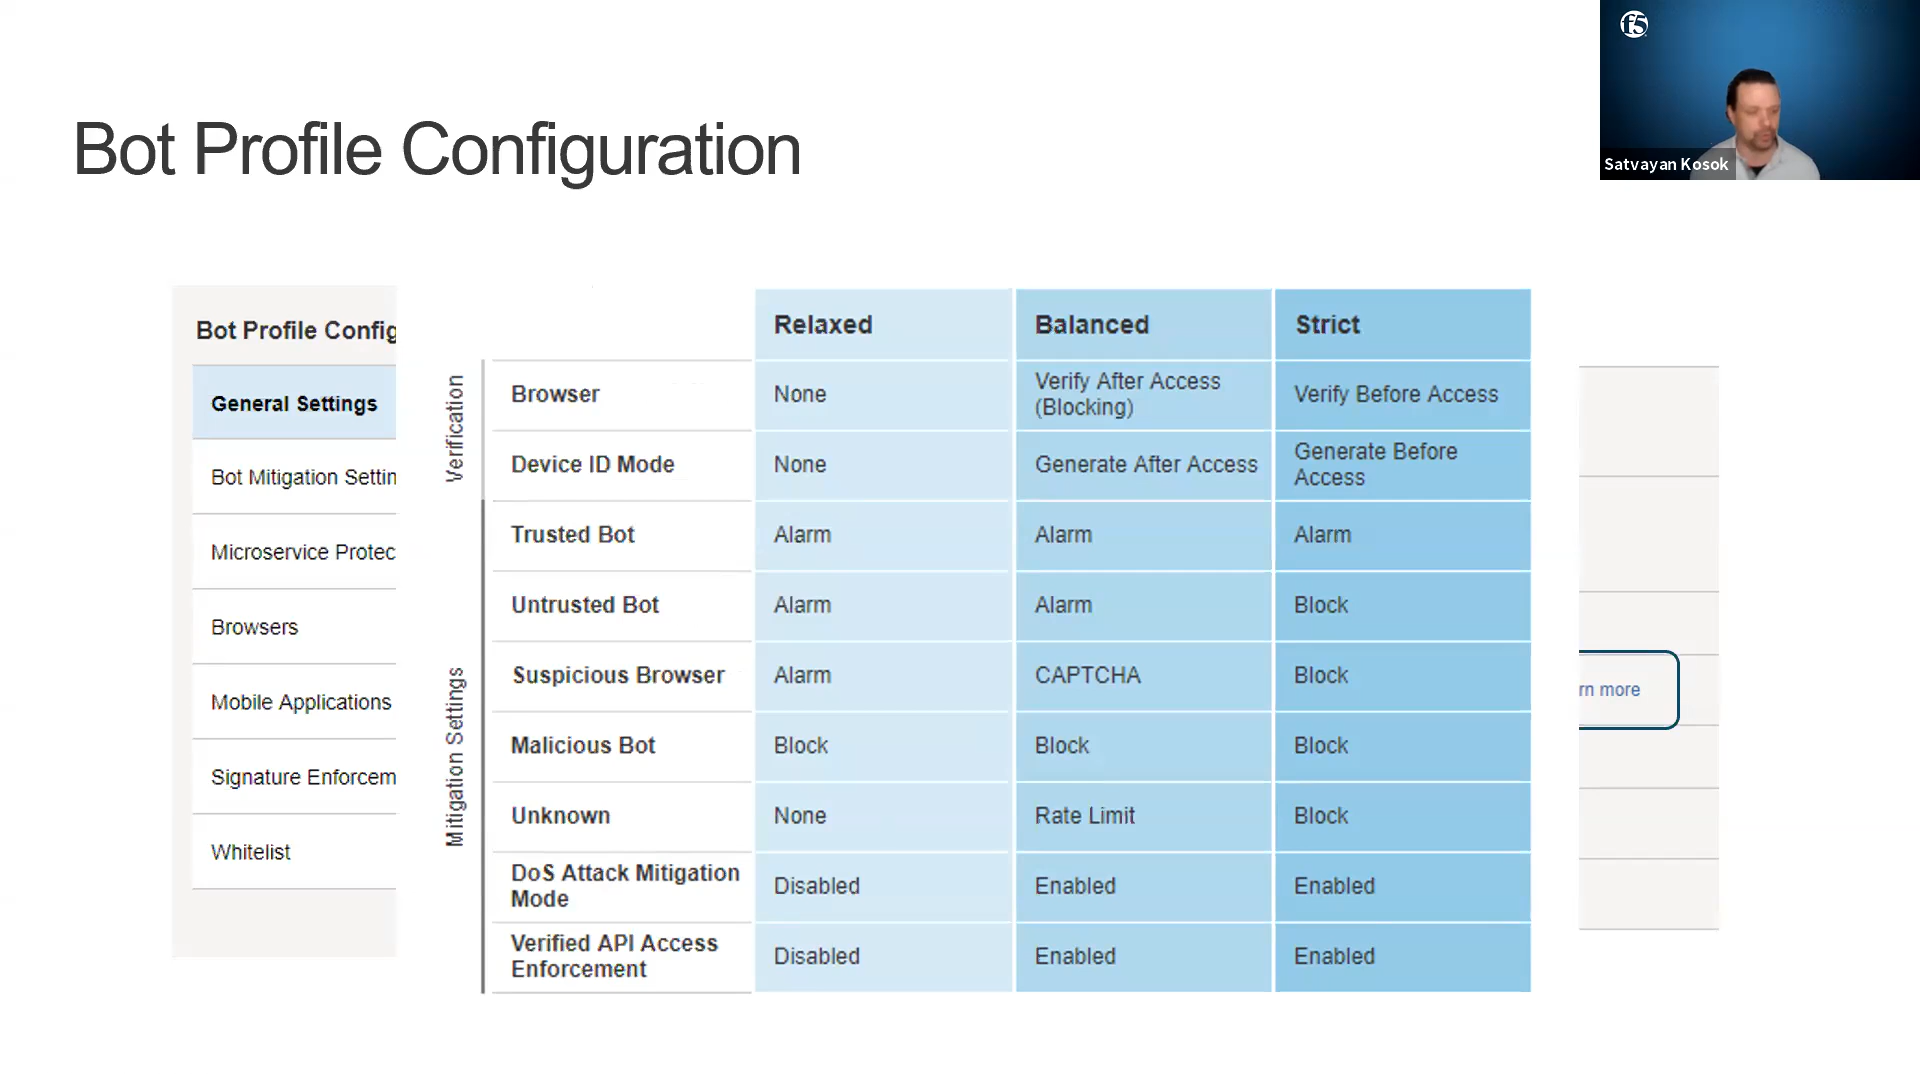 f5
Satvayan Kosok
Bot Profile Configuration
Bot Profile Config
General Settings
Bot Mitigation Settin
Microservice Protec
Browsers
Mobile Applications
Signature Enforcem
Whitelist
Relaxed Balanced Strict
Verification
Browser None Verify After Access (Blocking) Verify Before Access
Device ID Mode None Generate After Access Generate Before Access
Mitigation Settings
Trusted Bot Alarm Alarm Alarm
Untrusted Bot Alarm Alarm Block
Suspicious Browser Alarm CAPTCHA Block
Malicious Bot Block Block Block
Unknown None Rate Limit Block
DoS Attack Mitigation Mode Disabled Enabled Enabled
Verified API Access Enforcement Disabled Enabled Enabled
rn more